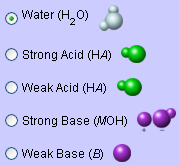 Water (H₂O)
Strong Acid (HA)
Weak Acid (HA)
Strong Base (MOH)
Weak Base (B)